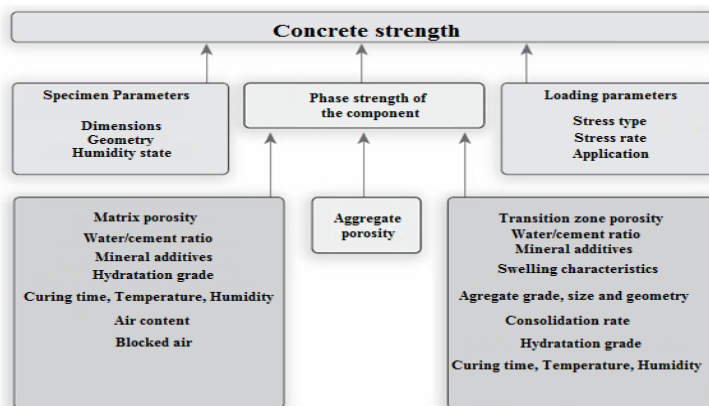 Concrete strength
Specimen Parameters
Dimensions
Geometry
Humidity state
Phase strength of
the component
Loading parameters
Stress type
Stress rate
Application
Matrix porosity
Water/cement ratio
Mineral additives
Hydratation grade
Curing time, Temperature, Humidity
Air content
Blocked air
Aggregate
porosity
Transition zone porosity
Water/cement ratio
Mineral additives
Swelling characteristics
Agregate grade, size and geometry
Consolidation rate
Hydratation grade
Curing time, Temperature, Humidity